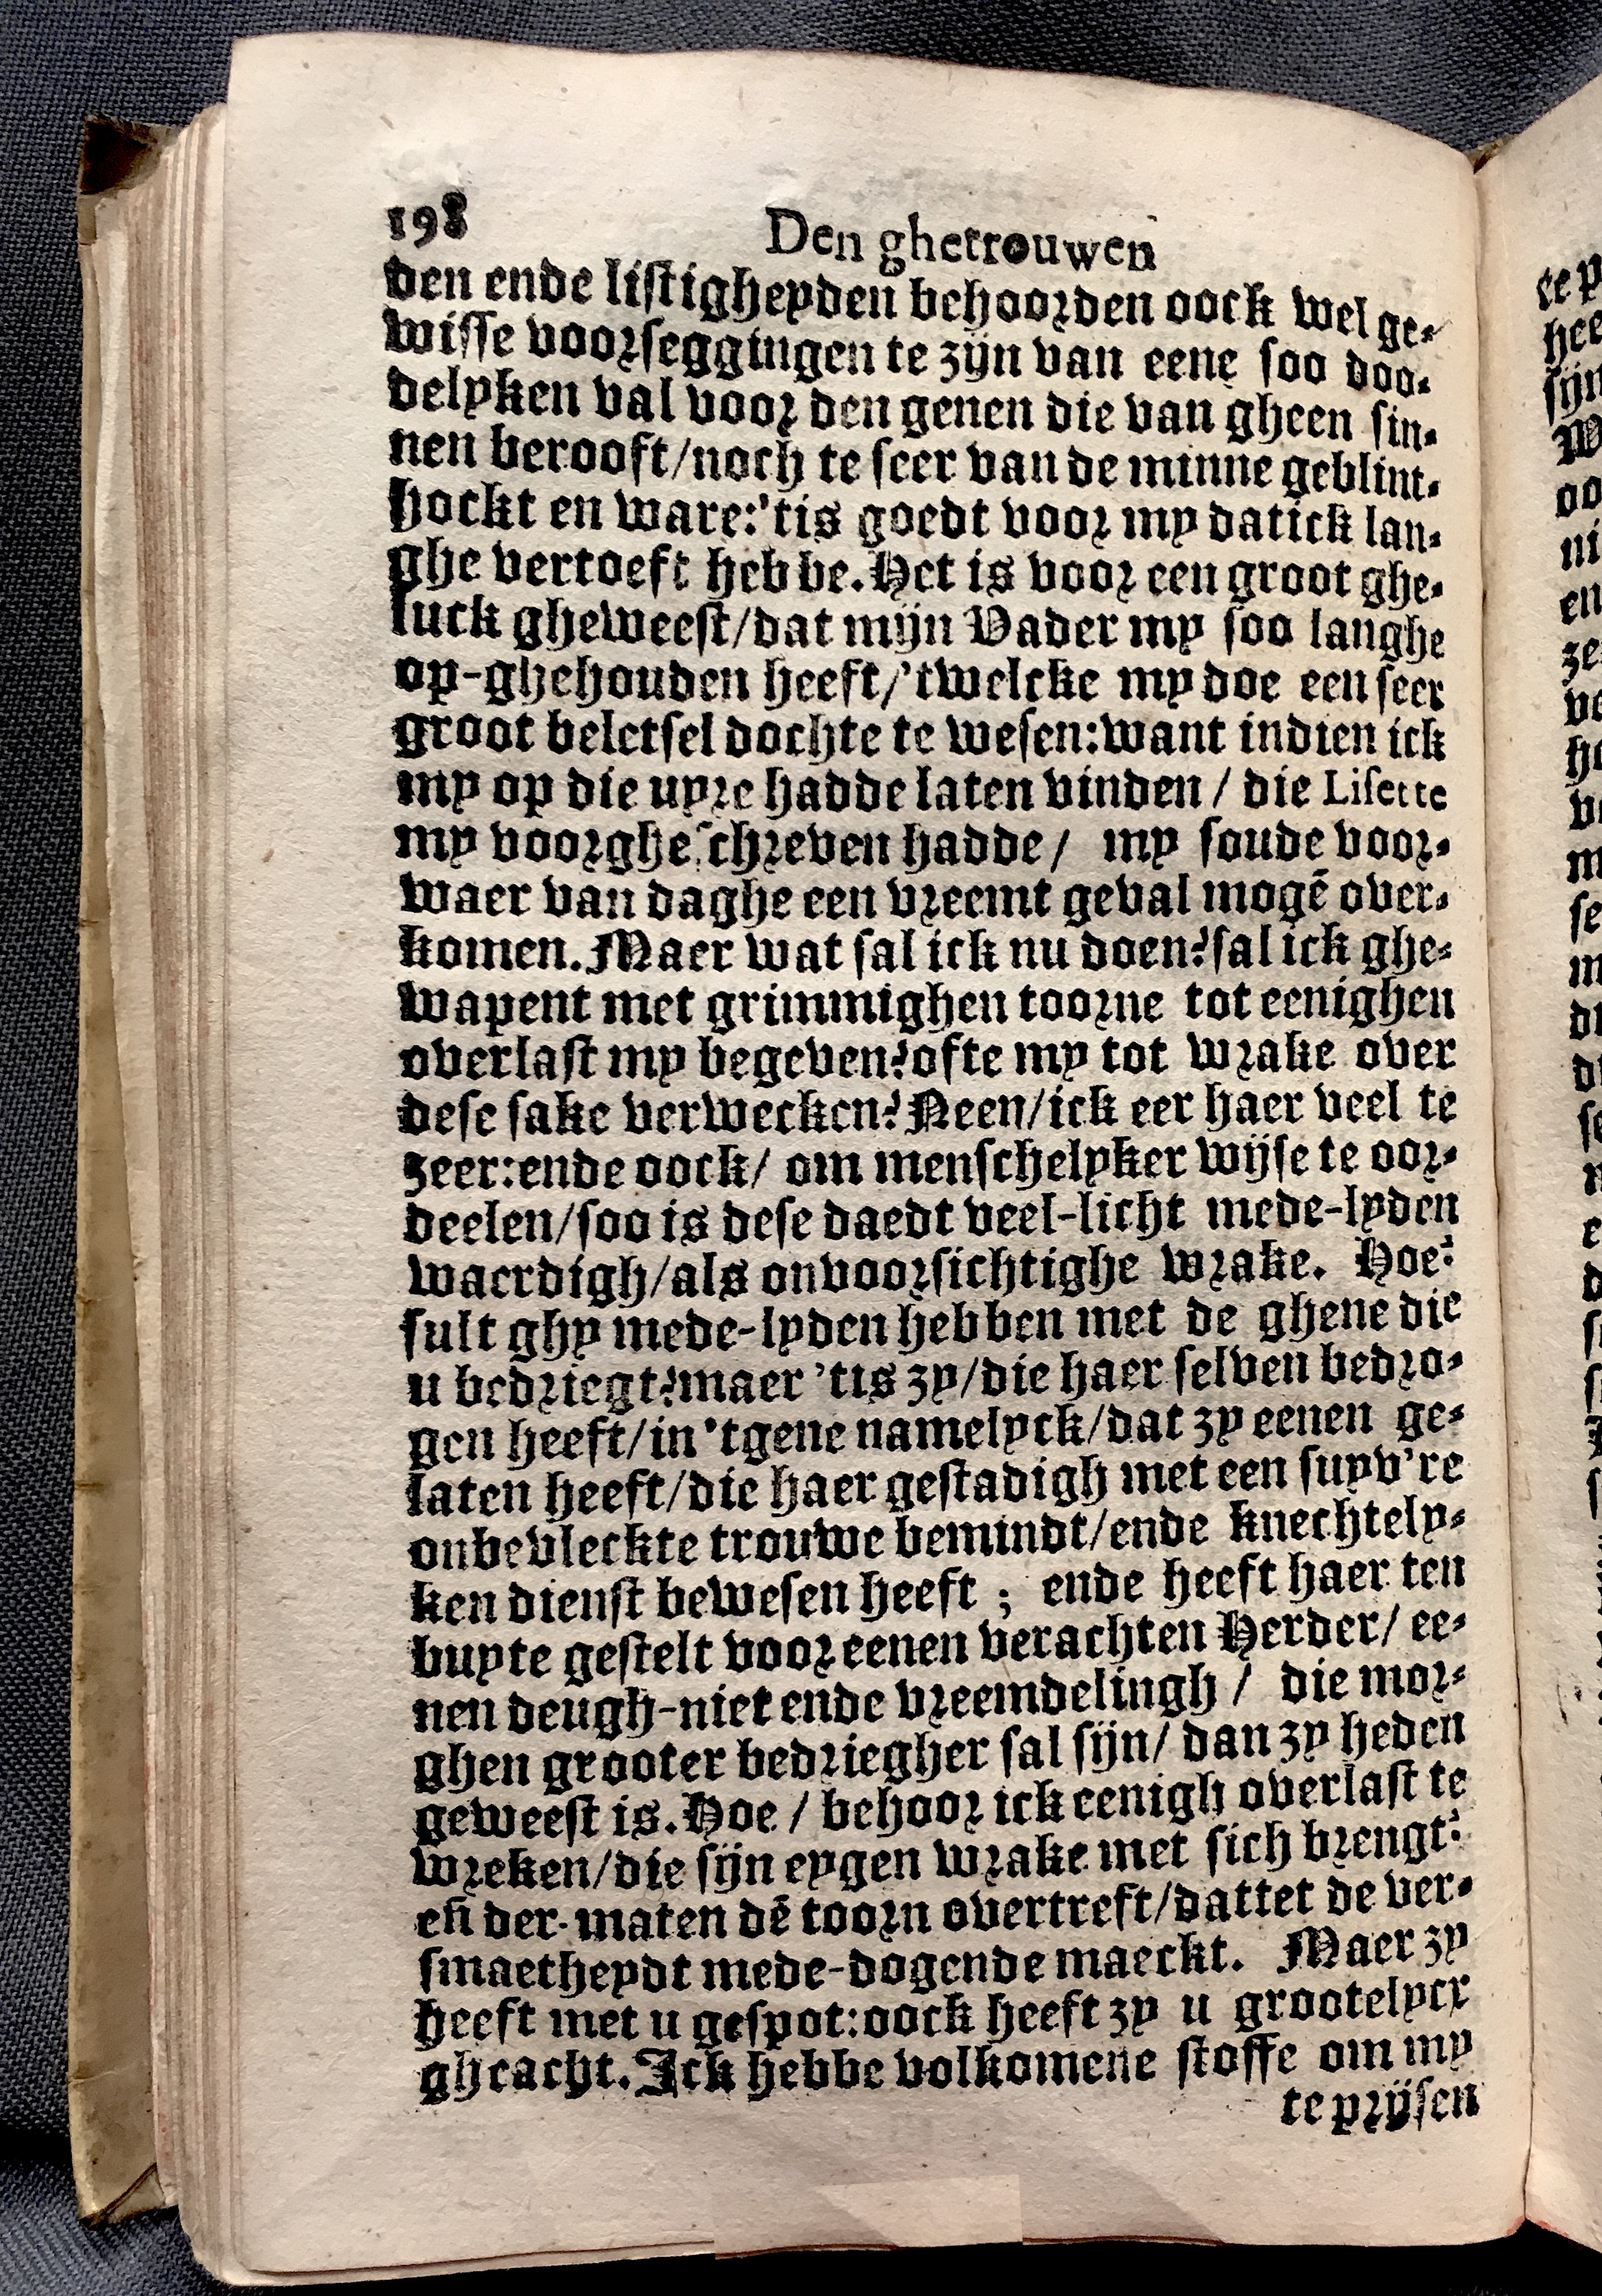 198 Den ghetrouwen
den ende listigheyden behoorden oock wel ge-
wisse voorseggingen te zijn van eene soo doo-
delyken val voor den genen die van gheen sin-
nen berooft/noch te seer van de minne geblint-
hockt en ware:'tis goedt voor my datick lan-
ghe vertoeft hebbe. Het is voor een groot ghe-
luck gheweest/dat mijn Vader my soo langhe
op-ghehouden heeft/'twelcke my doe een seer
groot beletsel dochte te wesen:want indien ick
my op die uyre hadde laten vinden / die Lisette
my voorgheschreven hadde / my soude voor-
waer van daghe een vreemt geval mogē over-
komen. Maer wat sal ick nu doen?sal ick ghe-
wapent met grimmighen toorne tot eenighen
overlast my begeven?ofte my tot wrake over
dese sake verwecken? Neen/ick eer haer veel te
zeer:ende oock/ om menschelyker wijse te oor-
deelen/soo is dese daedt veel-licht mede-lyden
waerdigh/als onvoorsichtighe wrake. Hoe?
sult ghy mede-lyden hebben met de ghene die
u bedriegt?maer 'tis zy/die haer selven bedro-
gen heeft/in 'tgene namelyck/dat zy eenen ge-
laten heeft/die haer gestadigh met een suyv're
onbevleckte trouwe bemindt/ende knechtely-
ken dienst bewesen heeft ; ende heeft haer ten
buyte gestelt voor eenen verachten Herder/ ee-
nen deugh-niet ende vreemdelingh / die mor-
ghen grooter bedriegher sal sijn/ dan zy heden
geweest is. Hoe / behoor ick eenigh overlast te
wreken/die sijn eygen wrake met sich brengt?
eñ der-maten dē toorn overtreft/dattet de ver-
smaetheydt mede-dogende maeckt. Maer zy
heeft met u gespot:oock heeft zy u grootelycx
gheacht. Ick hebbe volkomene stoffe om my
te prijsen